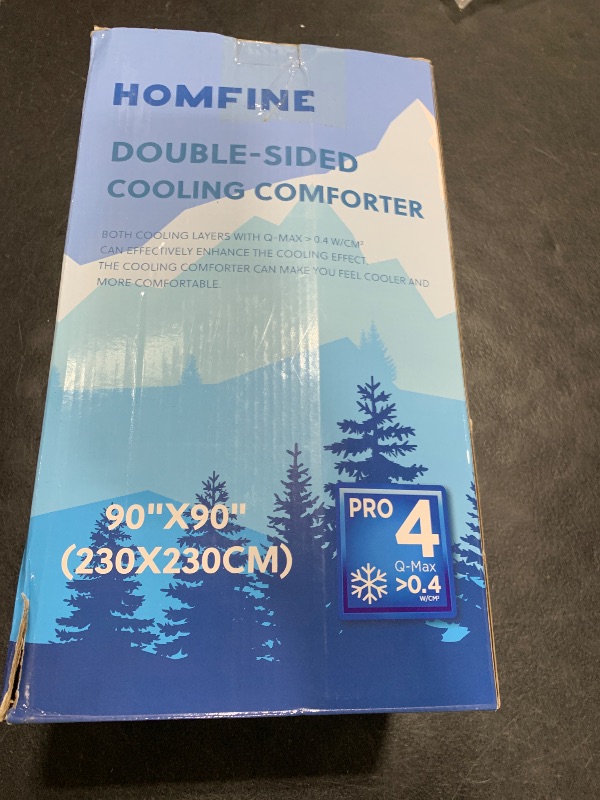 HOMFINE
DOUBLE-SIDED
COOLING COMFORTER
BOTH COOLING LAYERS WITH Q-MAX > 0.4 W/CM²
CAN EFFECTIVELY ENHANCE THE COOLING EFFECT.
THE COOLING COMFORTER CAN MAKE YOU FEEL COOLER AND
MORE COMFORTABLE.
90"X90"
(230X230CM)
PRO 4
Q-Max
>0.4
W/CM²